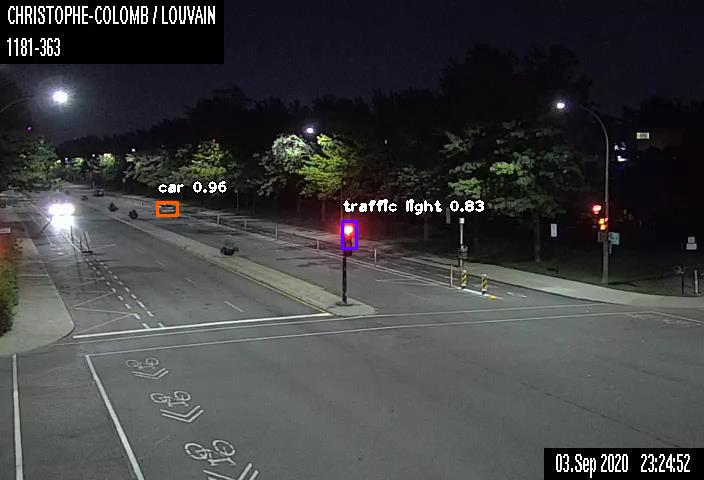 CHRISTOPHE-COLOMB / LOUVAIN
1181-363
car 0.96
traffic light 0.83
03.Sep 2020 23:24:52